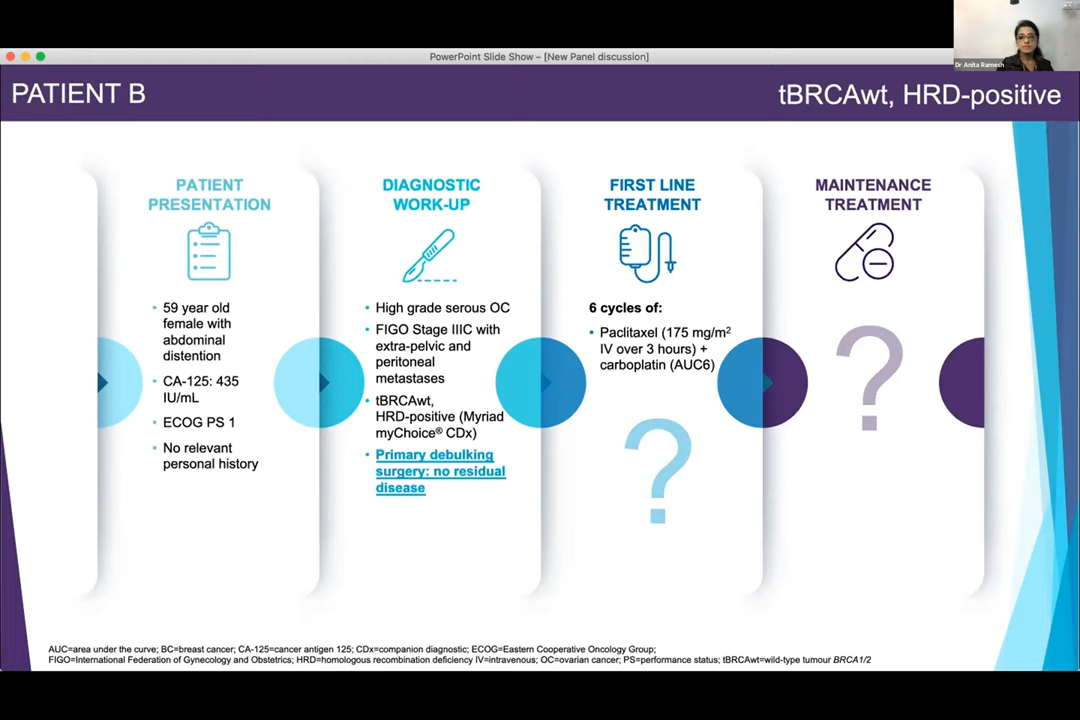 Dr Anita Ramesh
PowerPoint Slide Show – [New Panel discussion]
PATIENT B
tBRCAwt, HRD-positive
PATIENT
PRESENTATION
• 59 year old
female with
abdominal
distention
• CA-125: 435
IU/mL
• ECOG PS 1
• No relevant
personal history
DIAGNOSTIC
WORK-UP
• High grade serous OC
• FIGO Stage IIIC with
extra-pelvic and
peritoneal
metastases
• tBRCAwt,
HRD-positive (Myriad
myChoice® CDx)
• Primary debulking
surgery: no residual
disease
FIRST LINE
TREATMENT
6 cycles of:
• Paclitaxel (175 mg/m²
IV over 3 hours) +
carboplatin (AUC6)
?
MAINTENANCE
TREATMENT
?
AUC=area under the curve; BC=breast cancer; CA-125=cancer antigen 125; CDx=companion diagnostic; ECOG=Eastern Cooperative Oncology Group;
FIGO=International Federation of Gynecology and Obstetrics; HRD=homologous recombination deficiency IV=intravenous; OC=ovarian cancer; PS=performance status; tBRCAwt=wild-type tumour BRCA1/2